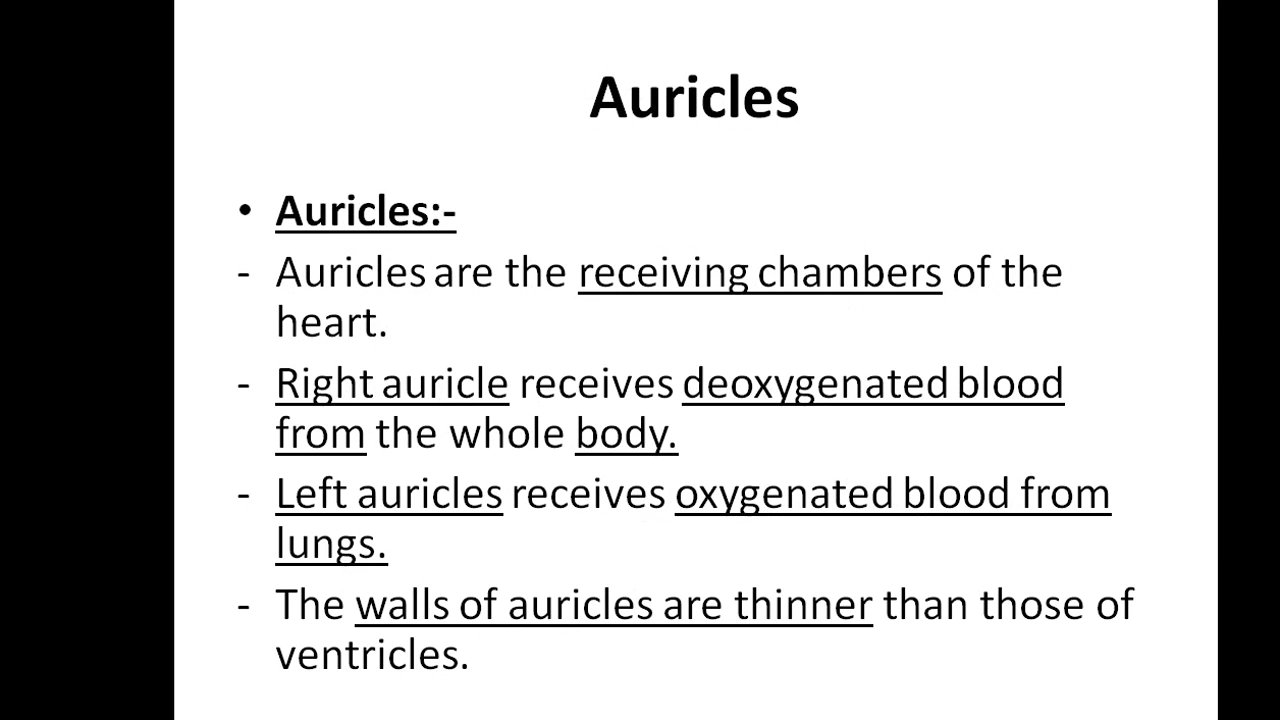 Auricles
• Auricles:-
- Auricles are the receiving chambers of the
heart.
- Right auricle receives deoxygenated blood
from the whole body.
- Left auricles receives oxygenated blood from
lungs.
- The walls of auricles are thinner than those of
ventricles.